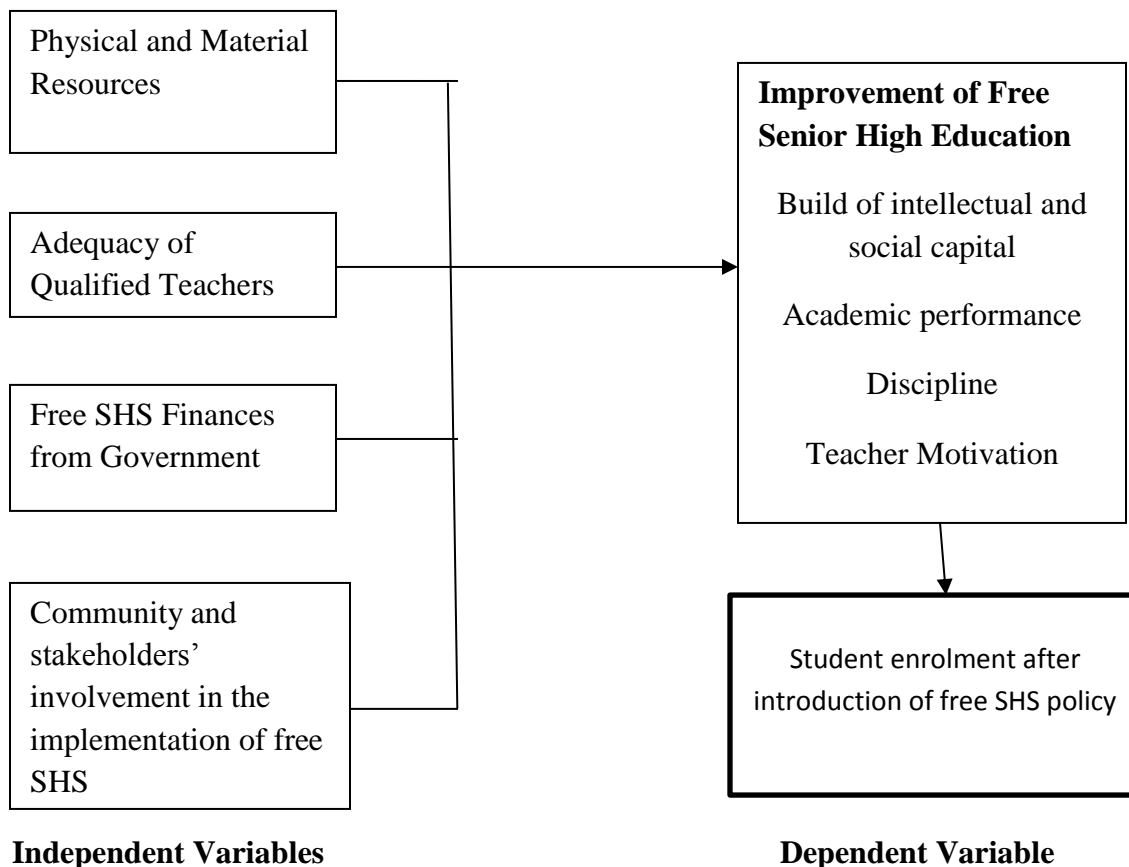 Physical and Material
Resources
Adequacy of
Qualified Teachers
Free SHS Finances
from Government
Community and
stakeholders’
involvement in the
implementation of free
SHS
Independent Variables
Improvement of Free
Senior High Education
Build of intellectual and
social capital
Academic performance
Discipline
Teacher Motivation
Student enrolment after
introduction of free SHS policy
Dependent Variable